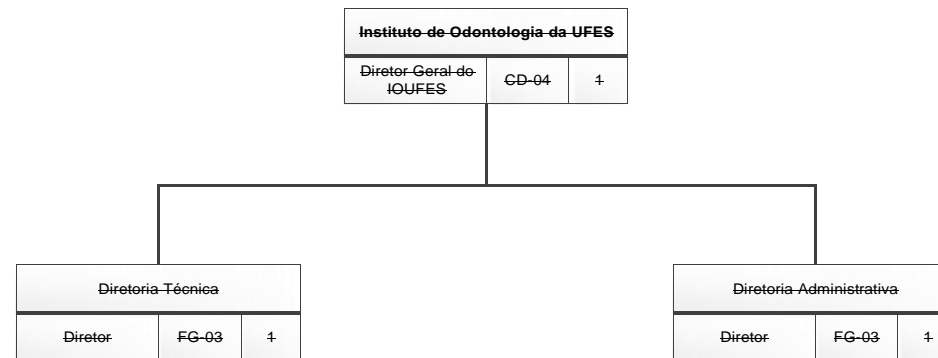 Instituto de Odontologia da UFES
Diretor Geral do
IOUFES
CD-04
1
Diretoria Técnica
Diretor
FG-03
1
Diretoria Administrativa
Diretor
FG-03
1